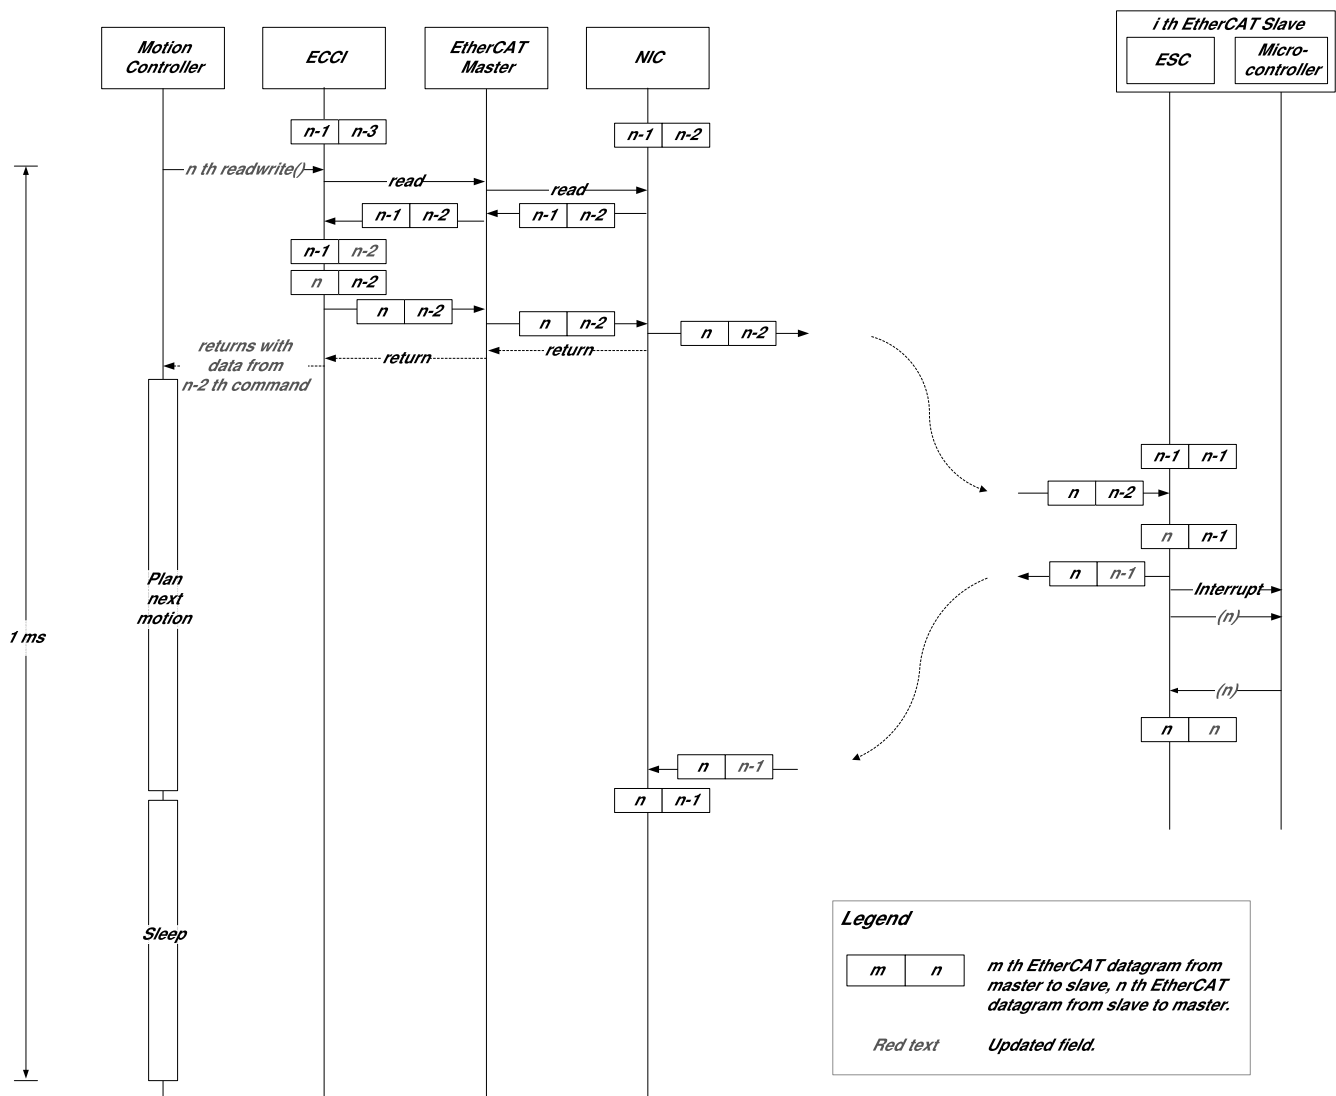 i th EtherCAT Slave
Motion
Controller
ECCI
EtherCAT
Master
NIC
ESC
Micro-
controller
n-1 n-3
n-1 n-2
n th readwrite()
read
read
n-1 n-2
n-1 n-2
n-1 n-2
n n-2
n n-2
n n-2
n n-2
returns with
data from
n-2 th command
return
return
n-1 n-1
n n-2
n n-1
n n-1
Interrupt
(n)
Plan
next
motion
1 ms
(n)
n n
n n-1
n n-1
Sleep
Legend
m n
m th EtherCAT datagram from
master to slave, n th EtherCAT
datagram from slave to master.
Red text
Updated field.